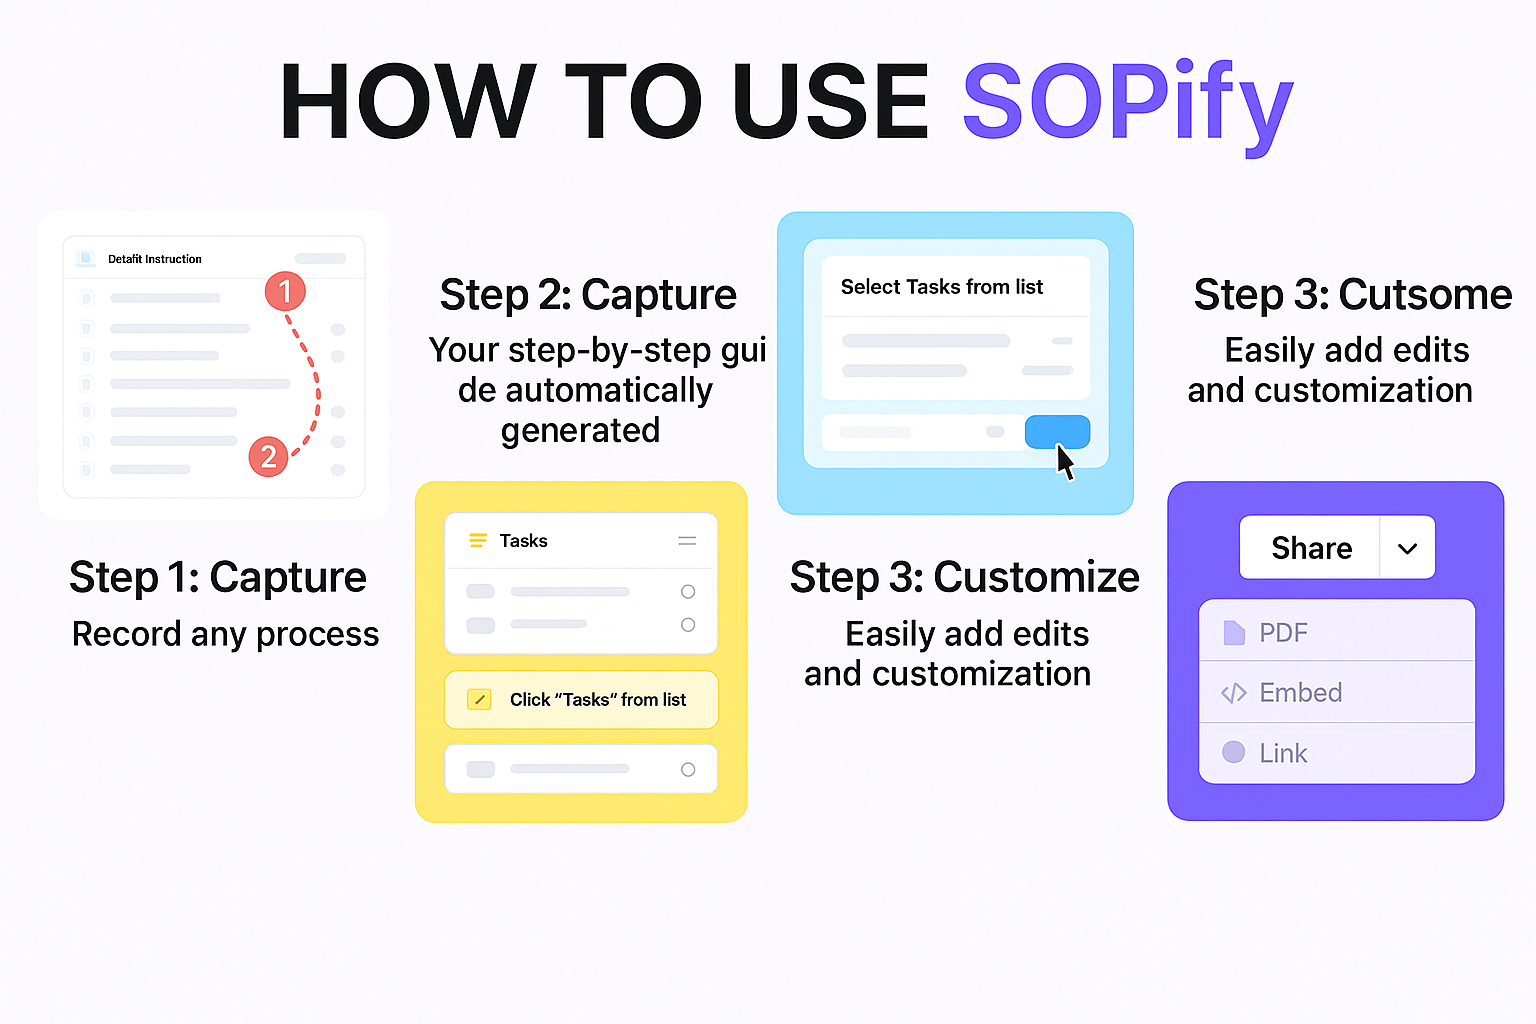 HOW TO USE SOPify
Detafit Instruction
1
2
Step 1: Capture
Record any process
Step 2: Capture
Your step-by-step gui
de automatically
generated
Tasks
Click “Tasks“ from list
Select Tasks from list
Step 3: Customize
Easily add edits
and customization
Step 3: Cutsome
Easily add edits
and customization
Share
PDF
Embed
Link